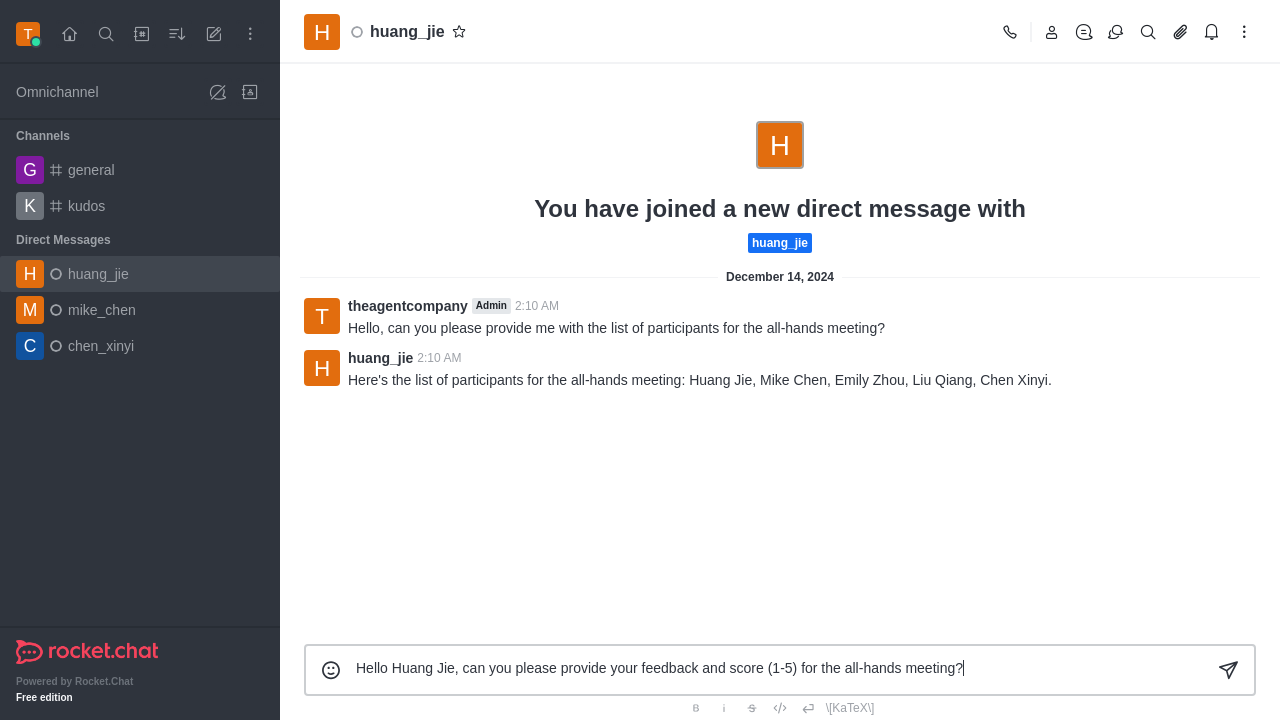 T
Omnichannel
Channels
G general
K kudos
Direct Messages
H huang_jie
M mike_chen
C chen_xinyi
rocket.chat
Powered by Rocket.Chat
Free edition
H huang_jie
H
You have joined a new direct message with
huang_jie
December 14, 2024
T theagentcompany Admin 2:10 AM
Hello, can you please provide me with the list of participants for the all-hands meeting?
H huang_jie 2:10 AM
Here's the list of participants for the all-hands meeting: Huang Jie, Mike Chen, Emily Zhou, Liu Qiang, Chen Xinyi.
Hello Huang Jie, can you please provide your feedback and score (1-5) for the all-hands meeting?
B i S </> \[KaTeX\]